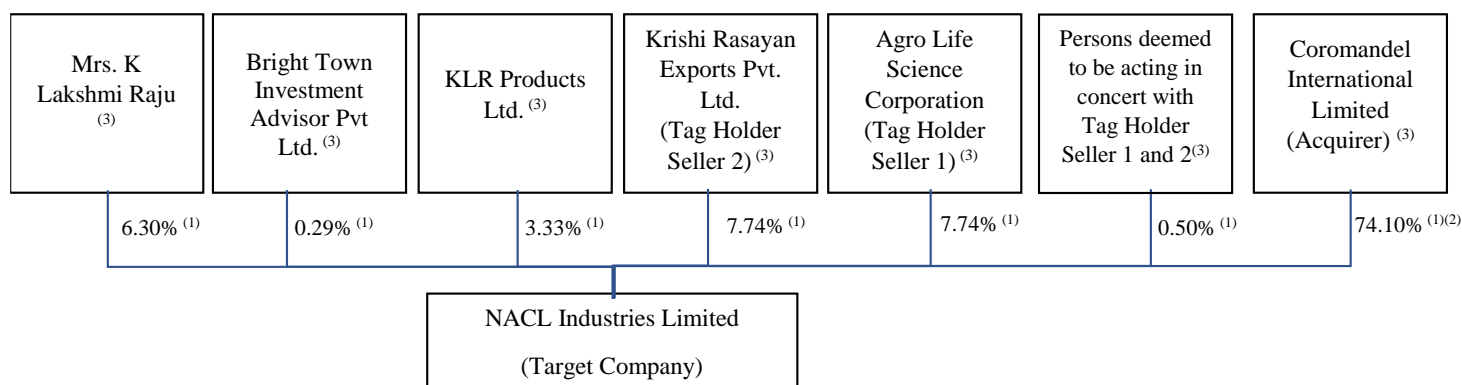 Mrs. K
Lakshmi Raju
(3)
Bright Town
Investment
Advisor Pvt
Ltd. (3)
KLR Products
Ltd. (3)
Krishi Rasayan
Exports Pvt.
Ltd.
(Tag Holder
Seller 2) (3)
Agro Life
Science
Corporation
(Tag Holder
Seller 1) (3)
Persons deemed
to be acting in
concert with
Tag Holder
Seller 1 and 2(3)
Coromandel
International
Limited
(Acquirer) (3)
6.30% (1)
0.29% (1)
3.33% (1)
7.74% (1)
7.74% (1)
0.50% (1)
74.10% (1)(2)
NACL Industries Limited
(Target Company)